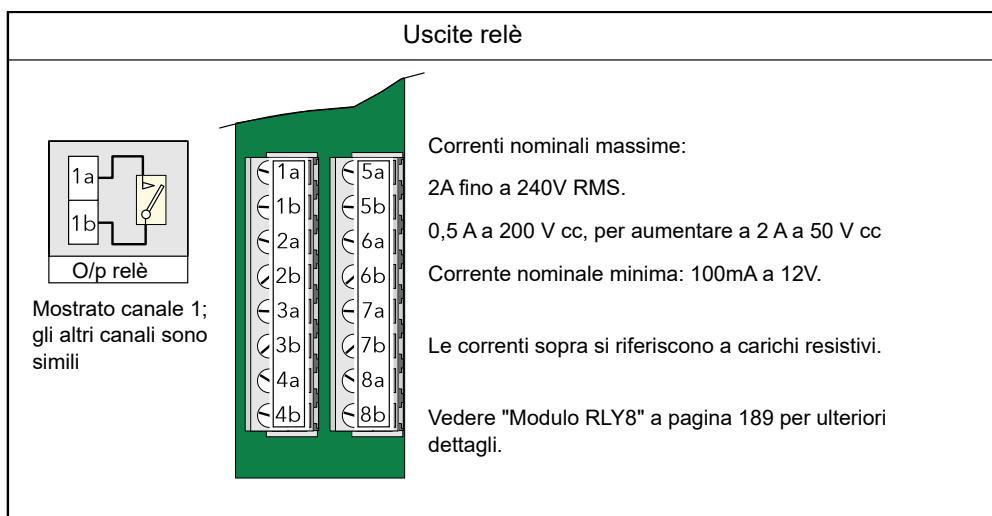 Uscite relè
1a
1b
O/p relè
Mostrato canale 1;
gli altri canali sono
simili
1a
1b
2a
2b
3a
3b
4a
4b
5a
5b
6a
6b
7a
7b
8a
8b
Correnti nominali massime:
2A fino a 240V RMS.
0,5 A a 200 V cc, per aumentare a 2 A a 50 V cc
Corrente nominale minima: 100mA a 12V.
Le correnti sopra si riferiscono a carichi resistivi.
Vedere "Modulo RLY8" a pagina 189 per ulteriori
dettagli.